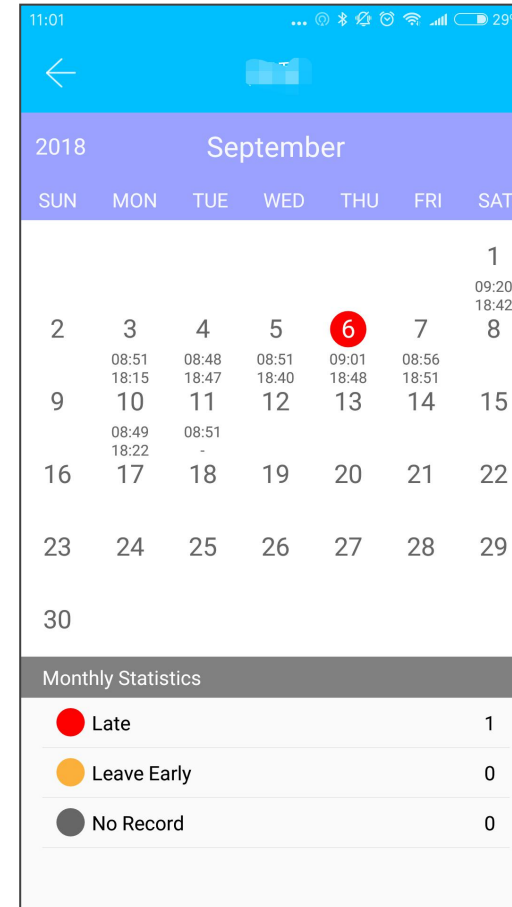 11:01 ... 29
2018 September
SUN MON TUE WED THU FRI SAT
1
09:20
18:42
2 3 4 5 6 7 8
08:51 08:48 08:51 09:01 08:56
18:15 18:47 18:40 18:48 18:51
9 10 11 12 13 14 15
08:49 08:51
18:22 -
16 17 18 19 20 21 22
23 24 25 26 27 28 29
30
Monthly Statistics
Late 1
Leave Early 0
No Record 0